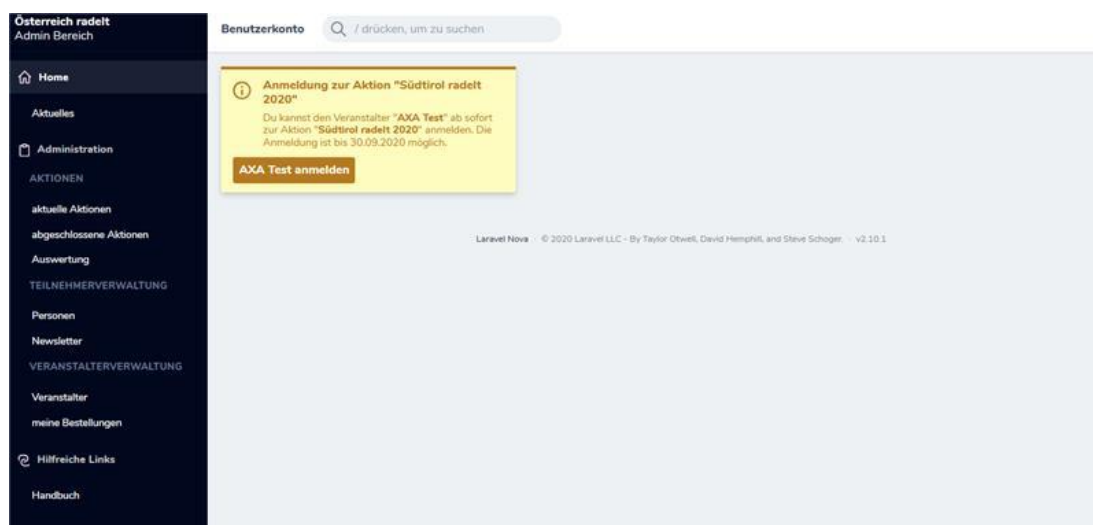 Österreich radelt
Admin Bereich
Benutzerkonto
/ drücken, um zu suchen
Home
Aktuelles
Administration
AKTIONEN
aktuelle Aktionen
abgeschlossene Aktionen
Auswertung
TEILNEHMERVERWALTUNG
Personen
Newsletter
VERANSTALTERVERWALTUNG
Veranstalter
meine Bestellungen
Hilfreiche Links
Handbuch
Anmeldung zur Aktion "Südtirol radelt
2020"
Du kannst den Veranstalter "AXA Test" ab sofort
zur Aktion "Südtirol radelt 2020" anmelden. Die
Anmeldung ist bis 30.09.2020 möglich.
AXA Test anmelden
Laravel Nova · © 2020 Laravel LLC - By Taylor Otwell, David Hemphill, and Steve Schoger. · v2.10.1